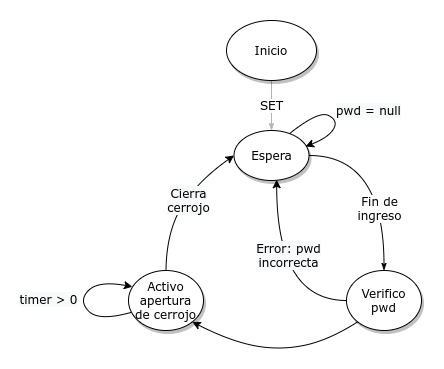 Inicio
SET
pwd = null
Espera
Cierra
cerrojo
Fin de
ingreso
Error: pwd
incorrecta
timer > 0
Activo
apertura
de cerrojo
Verifico
pwd